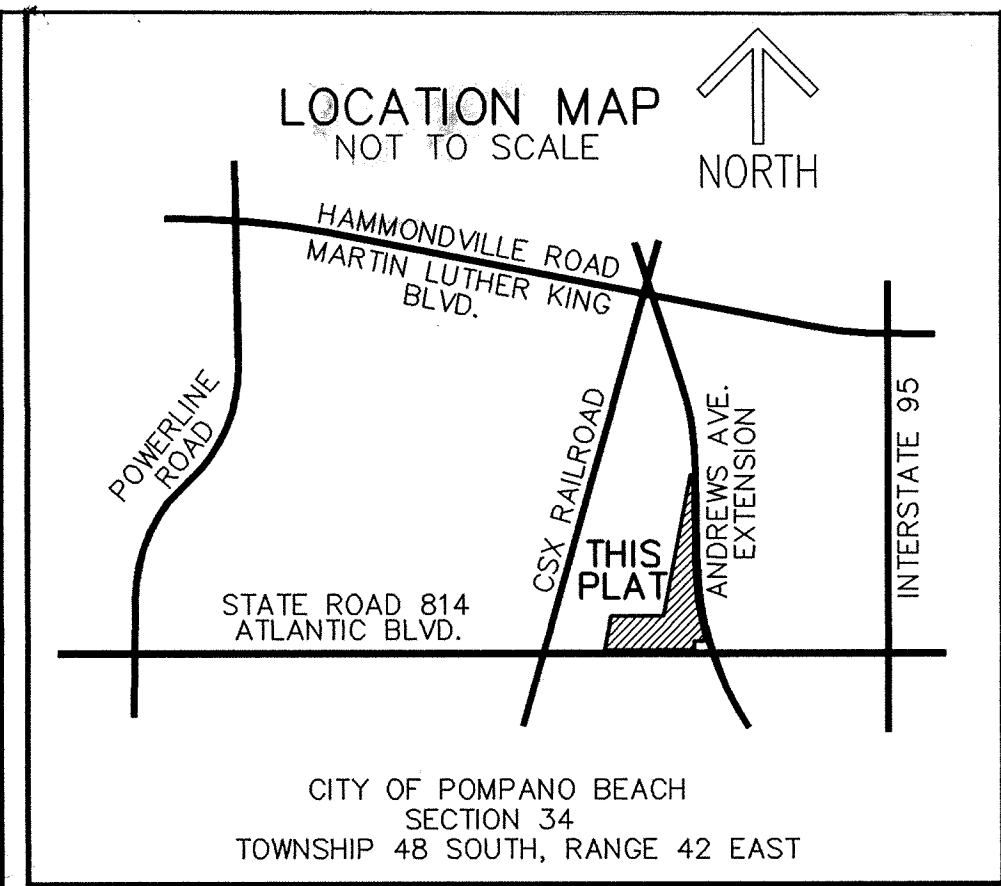 LOCATION MAP
NOT TO SCALE
NORTH
HAMMONDVILLE ROAD
MARTIN LUTHER KING
BLVD.
POWERLINE
ROAD
CSX RAILROAD
ANDREWS AVE.
EXTENSION
INTERSTATE 95
THIS
PLAT
STATE ROAD 814
ATLANTIC BLVD.
CITY OF POMPANO BEACH
SECTION 34
TOWNSHIP 48 SOUTH, RANGE 42 EAST